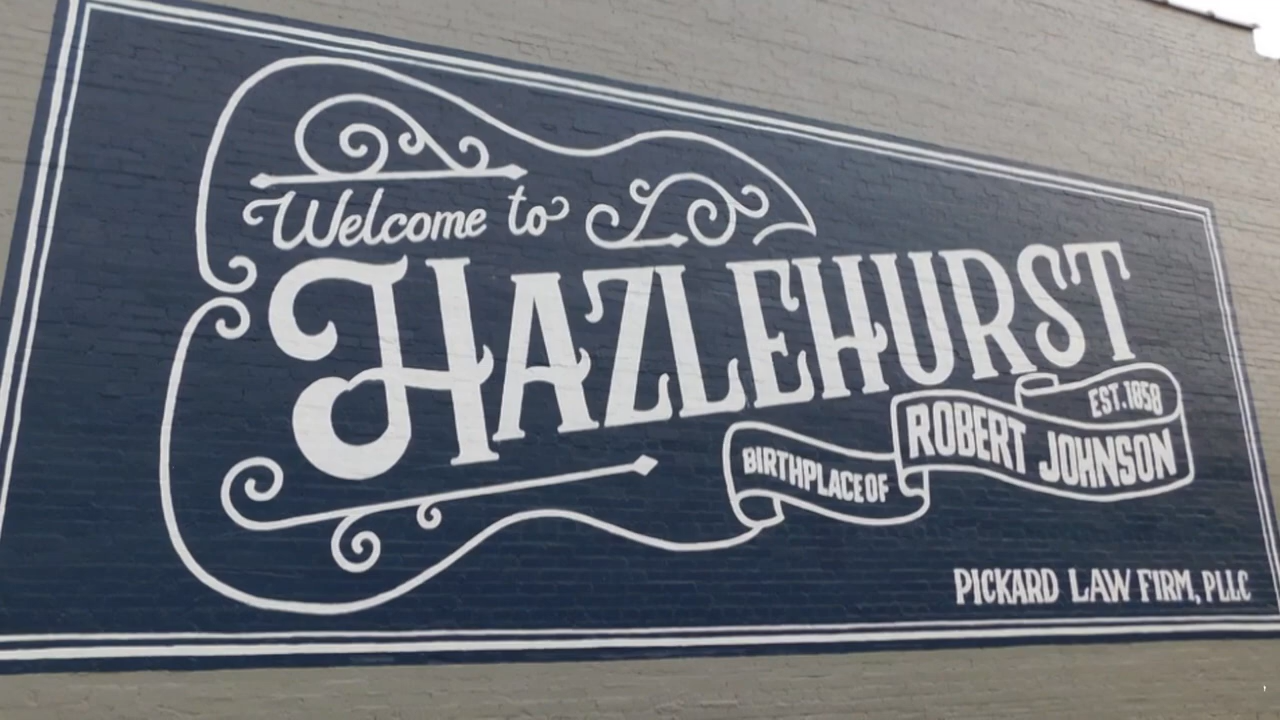 Welcome to
HAZLEHURST
EST. 1858
BIRTHPLACE OF ROBERT JOHNSON
PICKARD LAW FIRM, PLLC